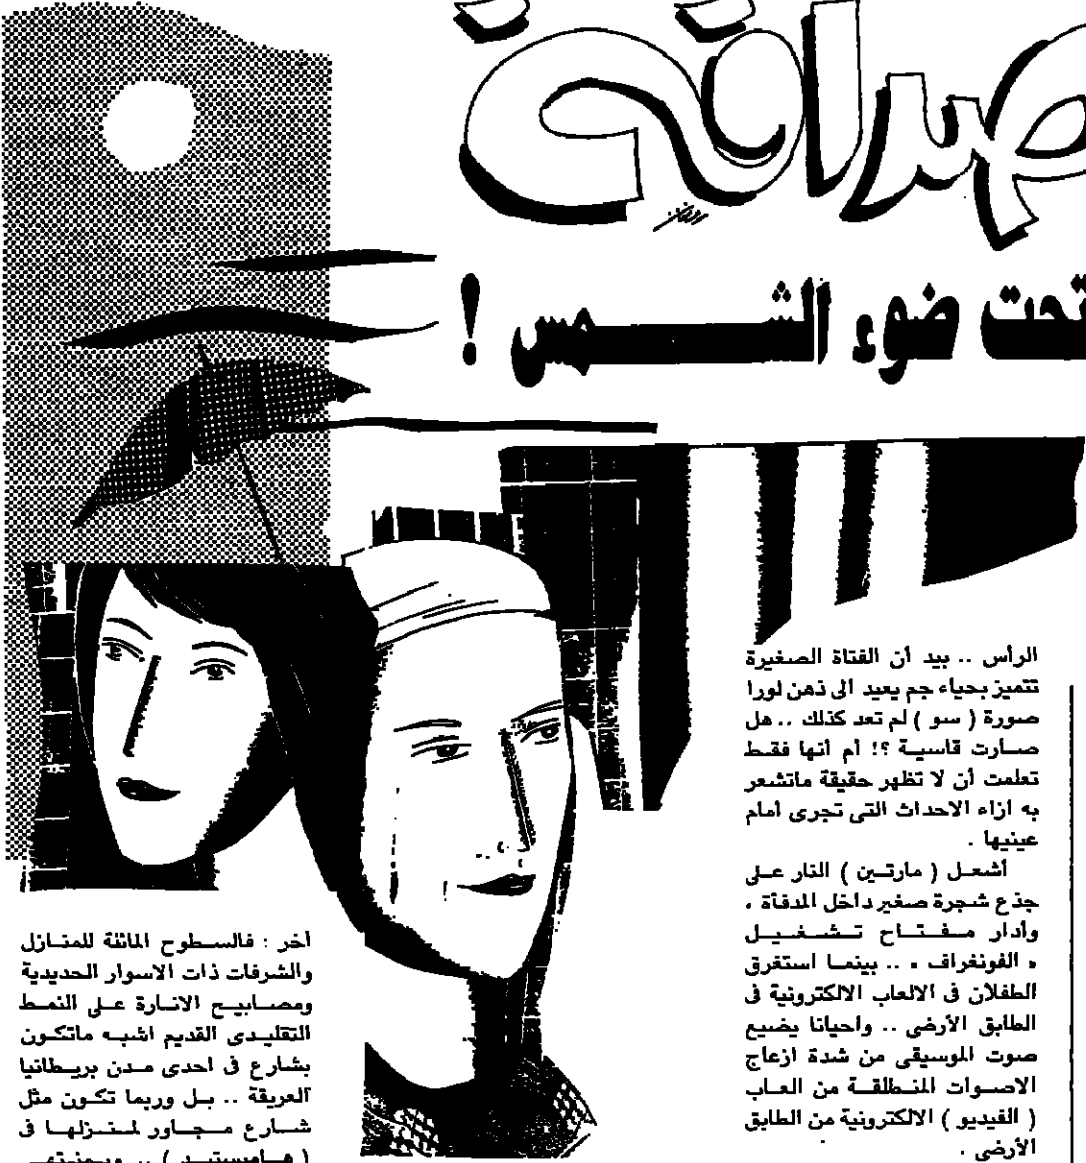 صداقة
تحت ضوء الشمس !
الرأس .. بيد أن الفتاة الصغيرة
تتميز بحياء جم يعيد الى ذهن لورا
صورة ( سو ) لم تعد كذلك .. هل
صارت قاسية ؟! أم أنها فقط
تعلمت أن لا تظهر حقيقة ماتشعر
به ازاء الاحداث التى تجرى أمام
عينيها .
أشعل ( مارتين ) النار على
جذع شجرة صغير داخل المدفأة ،
وأدار مفتاح تشغيل
« الفونغراف » .. بينما استغرق
الطفلان فى الالعاب الالكترونية فى
الطابق الأرضى .. واحيانا يضيع
صوت الموسيقى من شدة ازعاج
الاصوات المنطلقة من العاب
( الفيديو ) الالكترونية من الطابق
الأرضى .
أخر : فالسطوح المائلة للمنازل
والشرفات ذات الاسوار الحديدية
ومصابيح الانارة على النمط
التقليدى القديم اشبه ماتكون
بشارع فى احدى مدن بريطانيا
العريقة .. بل وربما تكون مثل
شارع مجاور لمنزلها فى
( هامبستيد ) ..